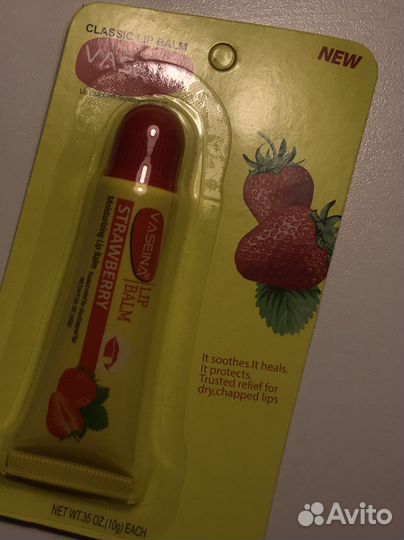 CLASSIC LIP BALM
NEW
VASEINA
LIP
BALM
STRAWBERRY
Moisturizing Lip Balm
It soothes.It heals.
It protects.
Trusted relief for
dry,chapped lips
NET WT.35 OZ.(10g) EACH
Avito